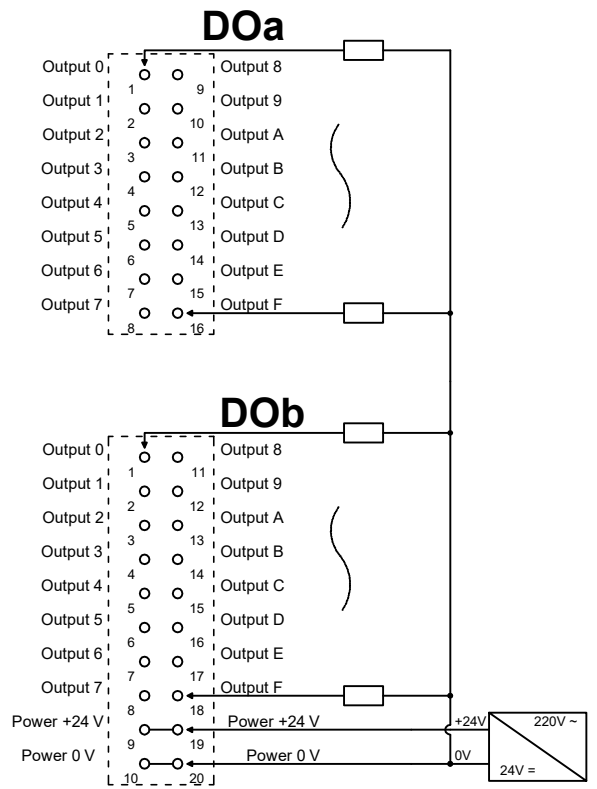 DOa
Output 0 Output 8
1 9
Output 1 Output 9
2 10
Output 2 Output A
3 11
Output 3 Output B
4 12
Output 4 Output C
5 13
Output 5 Output D
6 14
Output 6 Output E
7 15
Output 7 Output F
8 16
DOb
Output 0 Output 8
1 11
Output 1 Output 9
2 12
Output 2 Output A
3 13
Output 3 Output B
4 14
Output 4 Output C
5 15
Output 5 Output D
6 16
Output 6 Output E
7 17
Output 7 Output F
8 18
Power +24 V Power +24 V +24V 220V ~
9 19
Power 0 V Power 0 V 0V
10 20 24V =